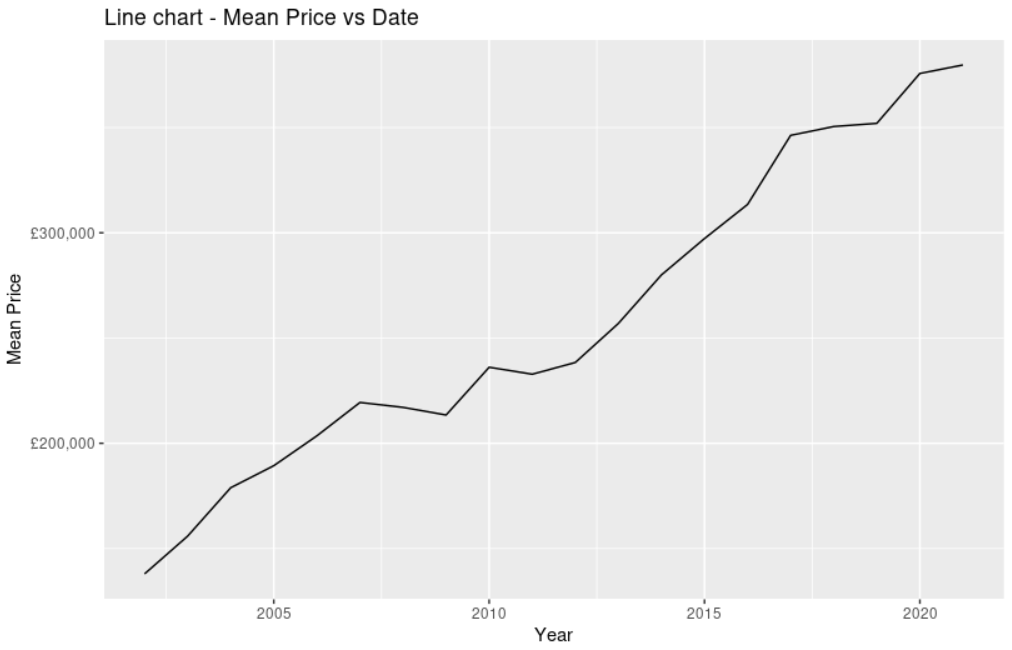 Line chart - Mean Price vs Date
Mean Price
£300,000
£200,000
2005 2010 2015 2020
Year